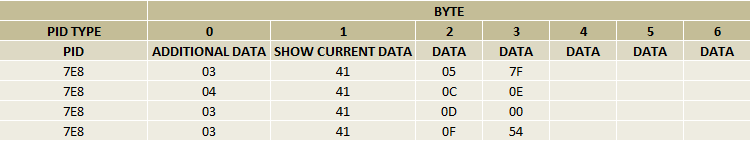 BYTE
PID TYPE 0 1 2 3 4 5 6
PID ADDITIONAL DATA SHOW CURRENT DATA DATA DATA DATA DATA DATA
7E8 03 41 05 7F
7E8 04 41 0C 0E
7E8 03 41 0D 00
7E8 03 41 0F 54